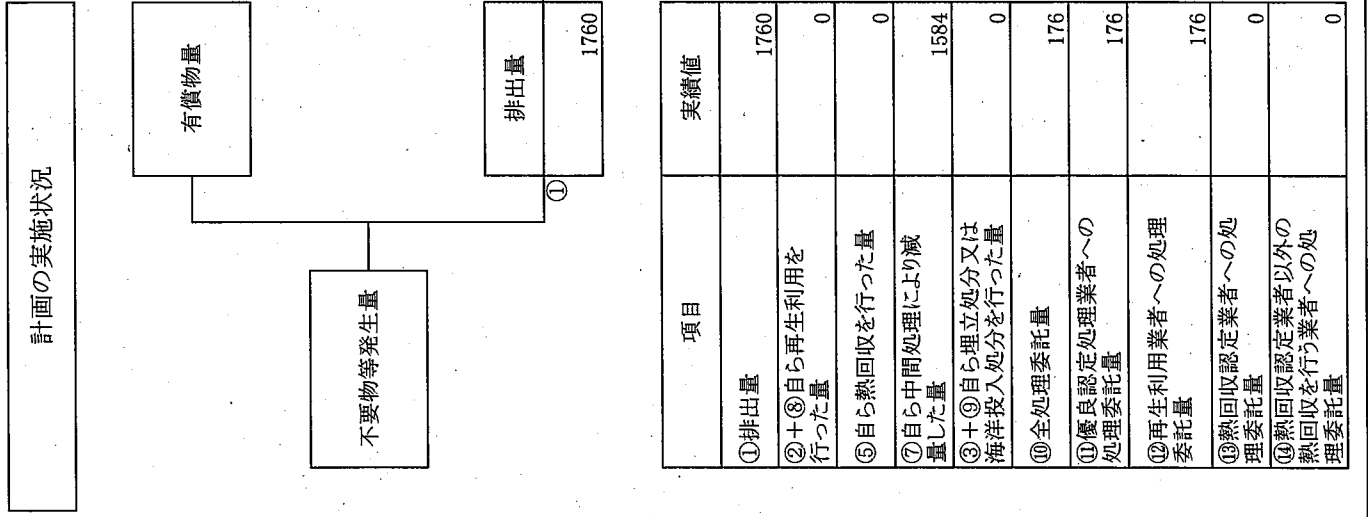 計画の実施状況
有償物量
不要物等発生量
排出量
①
1760
項目
実績値
①排出量
1760
②+⑧自ら再生利用を
行った量
0
⑤自ら熱回収を行った量
0
⑦自ら中間処理により減
量した量
1584
③+⑨自ら埋立処分又は
海洋投入処分を行った量
0
⑩全処理委託量
176
⑪優良認定処理業者への
処理委託量
176
⑫再生利用業者への処理
委託量
176
⑬熱回収認定業者への処
理委託量
0
⑭熱回収認定業者以外の
熱回収を行う業者への処
理委託量
0